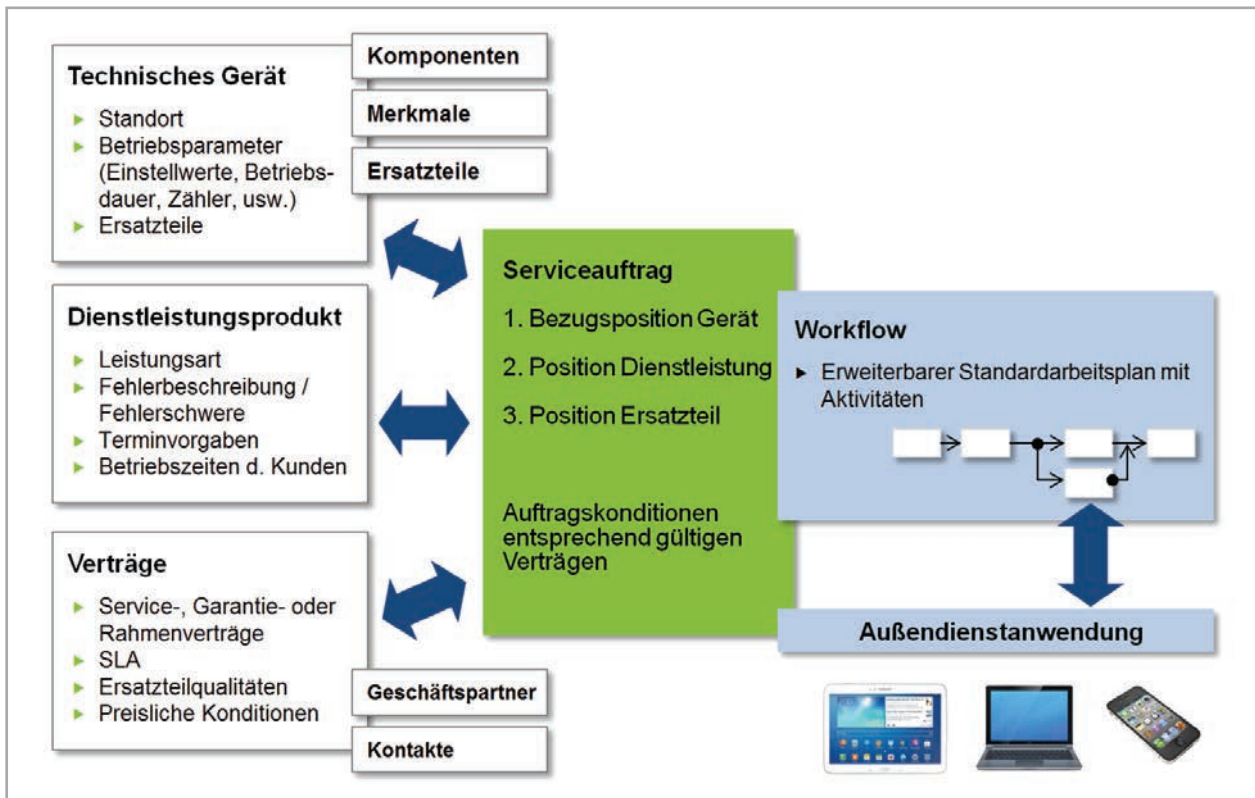 Technisches Gerät
▶ Standort
▶ Betriebsparameter
(Einstellwerte, Betriebs-
dauer, Zähler, usw.)
▶ Ersatzteile
Komponenten
Merkmale
Ersatzteile
Dienstleistungsprodukt
▶ Leistungsart
▶ Fehlerbeschreibung /
Fehlerschwere
▶ Terminvorgaben
▶ Betriebszeiten d. Kunden
Verträge
▶ Service-, Garantie- oder
Rahmenverträge
▶ SLA
▶ Ersatzteilqualitäten
▶ Preisliche Konditionen
Geschäftspartner
Kontakte
Serviceauftrag
1. Bezugsposition Gerät
2. Position Dienstleistung
3. Position Ersatzteil
Auftragskonditionen
entsprechend gültigen
Verträgen
Workflow
▶ Erweiterbarer Standardarbeitsplan mit
Aktivitäten
Außendienstanwendung